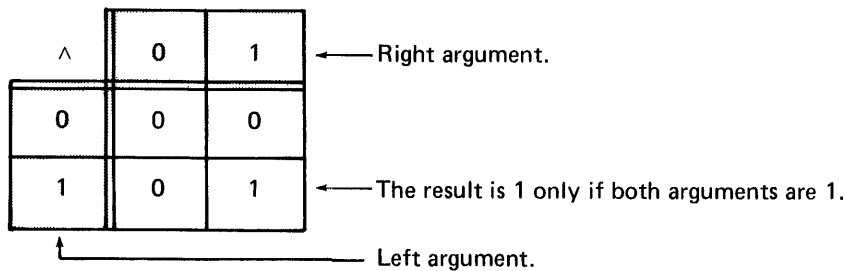 ∧ 0 1 Right argument.
0 0 0
1 0 1 The result is 1 only if both arguments are 1.
Left argument.